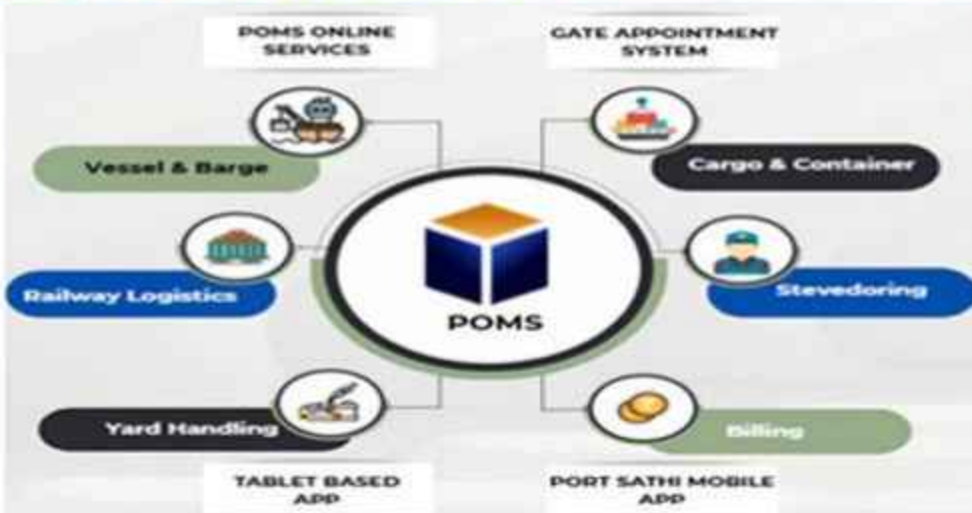 POMS ONLINE
SERVICES
GATE APPOINTMENT
SYSTEM
Vessel & Barge
Cargo & Container
Railway Logistics
Stevedoring
POMS
Yard Handling
Billing
TABLET BASED
APP
PORT SATHI MOBILE
APP